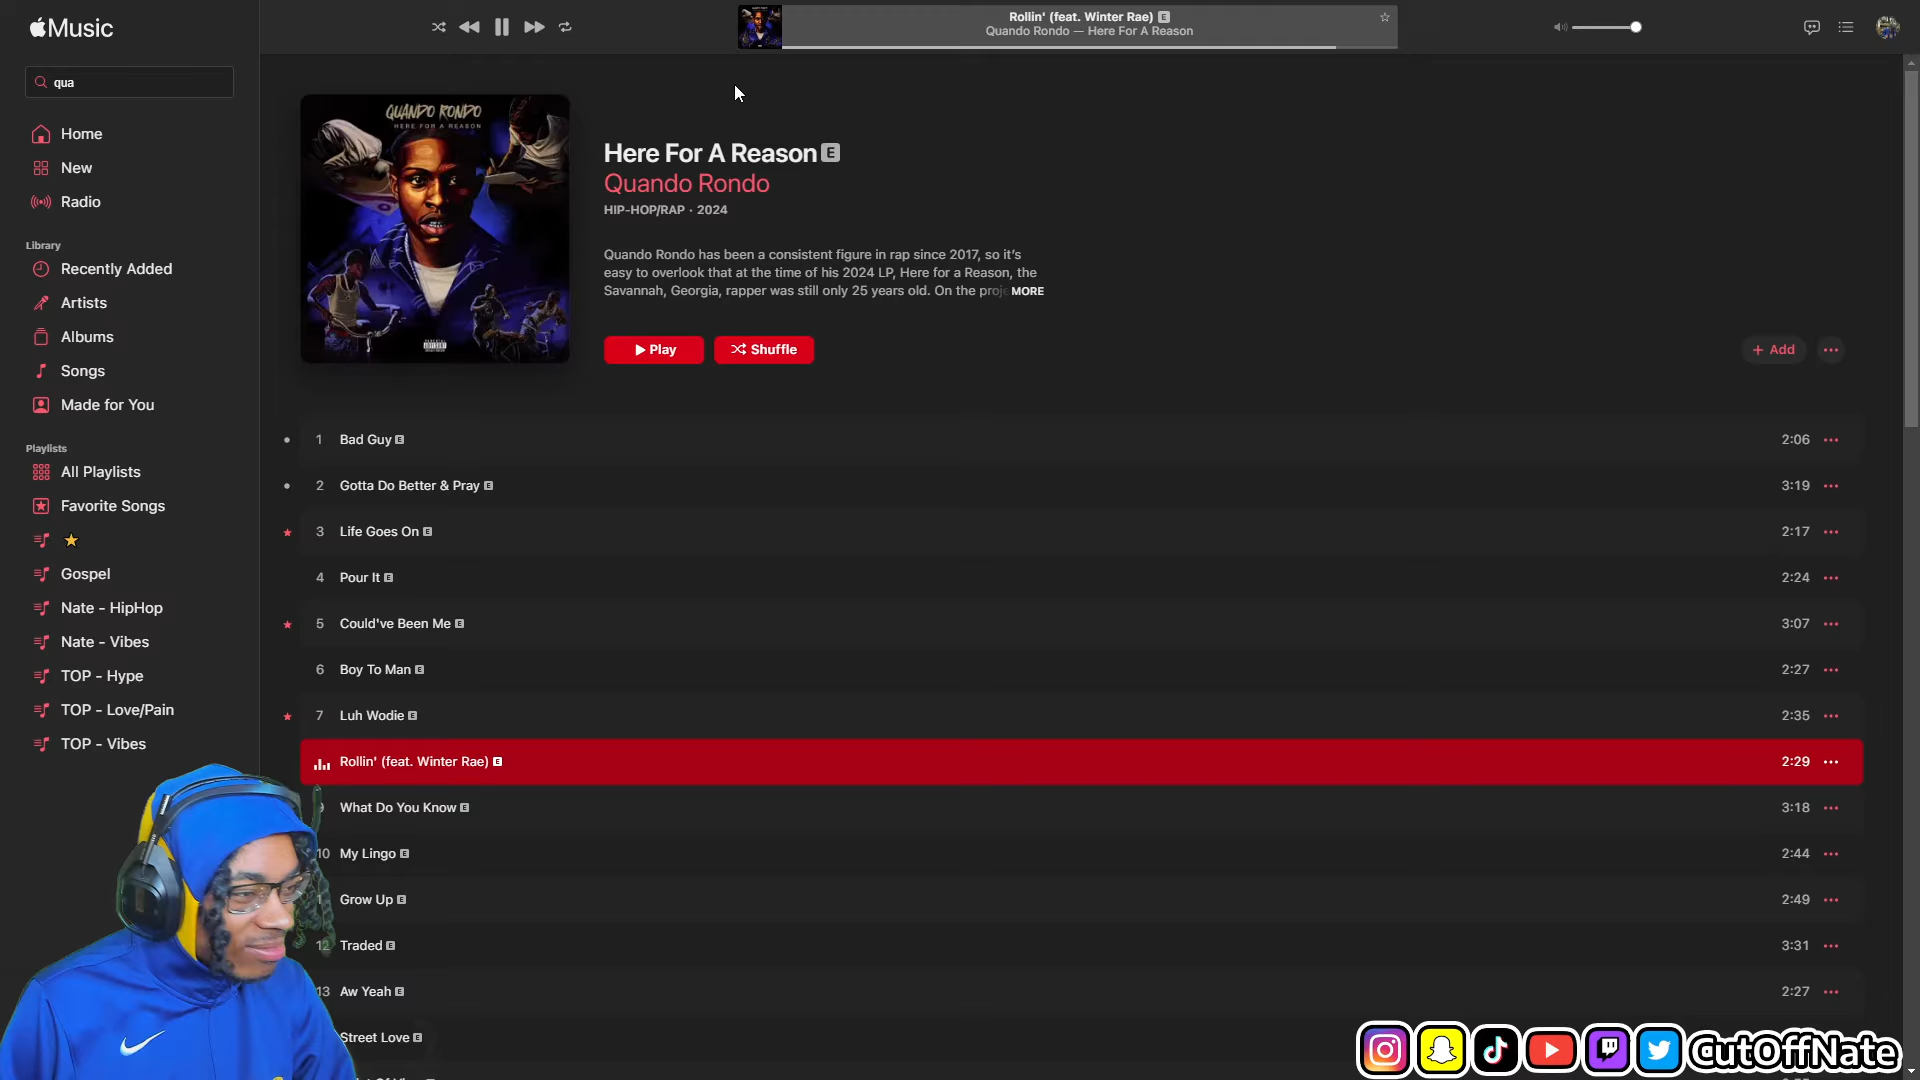 Music
Rollin' (feat. Winter Rae) E
Quando Rondo — Here For A Reason
qua
Home
New
Radio
Library
Recently Added
Artists
Albums
Songs
Made for You
Playlists
All Playlists
Favorite Songs
Gospel
Nate - HipHop
Nate - Vibes
TOP - Hype
TOP - Love/Pain
TOP - Vibes
QUANDO RONDO
HERE FOR A REASON
Here For A Reason E
Quando Rondo
HIP-HOP/RAP · 2024
Quando Rondo has been a consistent figure in rap since 2017, so it's
easy to overlook that at the time of his 2024 LP, Here for a Reason, the
Savannah, Georgia, rapper was still only 25 years old. On the proje MORE
Play
Shuffle
+ Add
1 Bad Guy E 2:06
2 Gotta Do Better & Pray E 3:19
3 Life Goes On E 2:17
4 Pour It E 2:24
5 Could've Been Me E 3:07
6 Boy To Man E 2:27
7 Luh Wodie E 2:35
Rollin' (feat. Winter Rae) E 2:29
What Do You Know E 3:18
10 My Lingo E 2:44
Grow Up E 2:49
12 Traded E 3:31
13 Aw Yeah E 2:27
Street Love E
CutOffNate